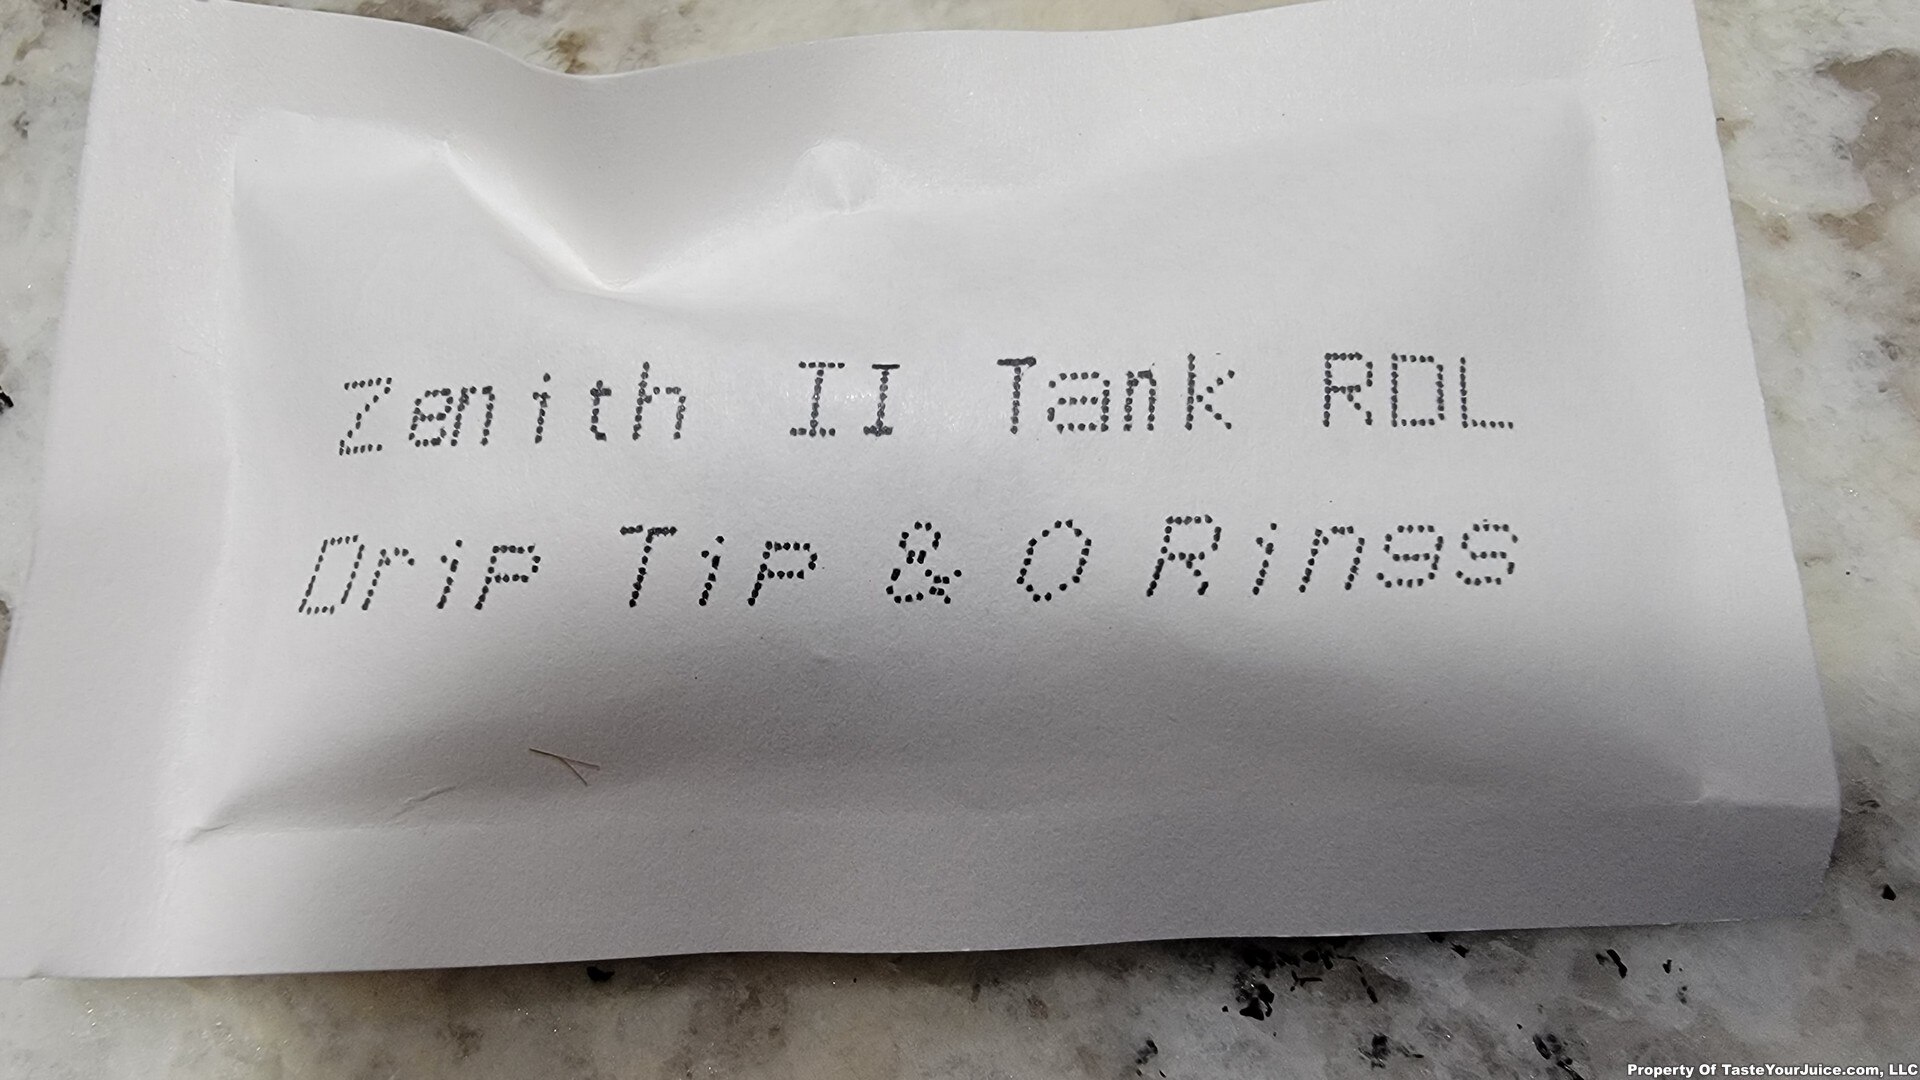 Zenith II Tank RDL
Drip Tip & O Rings
Property Of TasteYourJuice.com, LLC